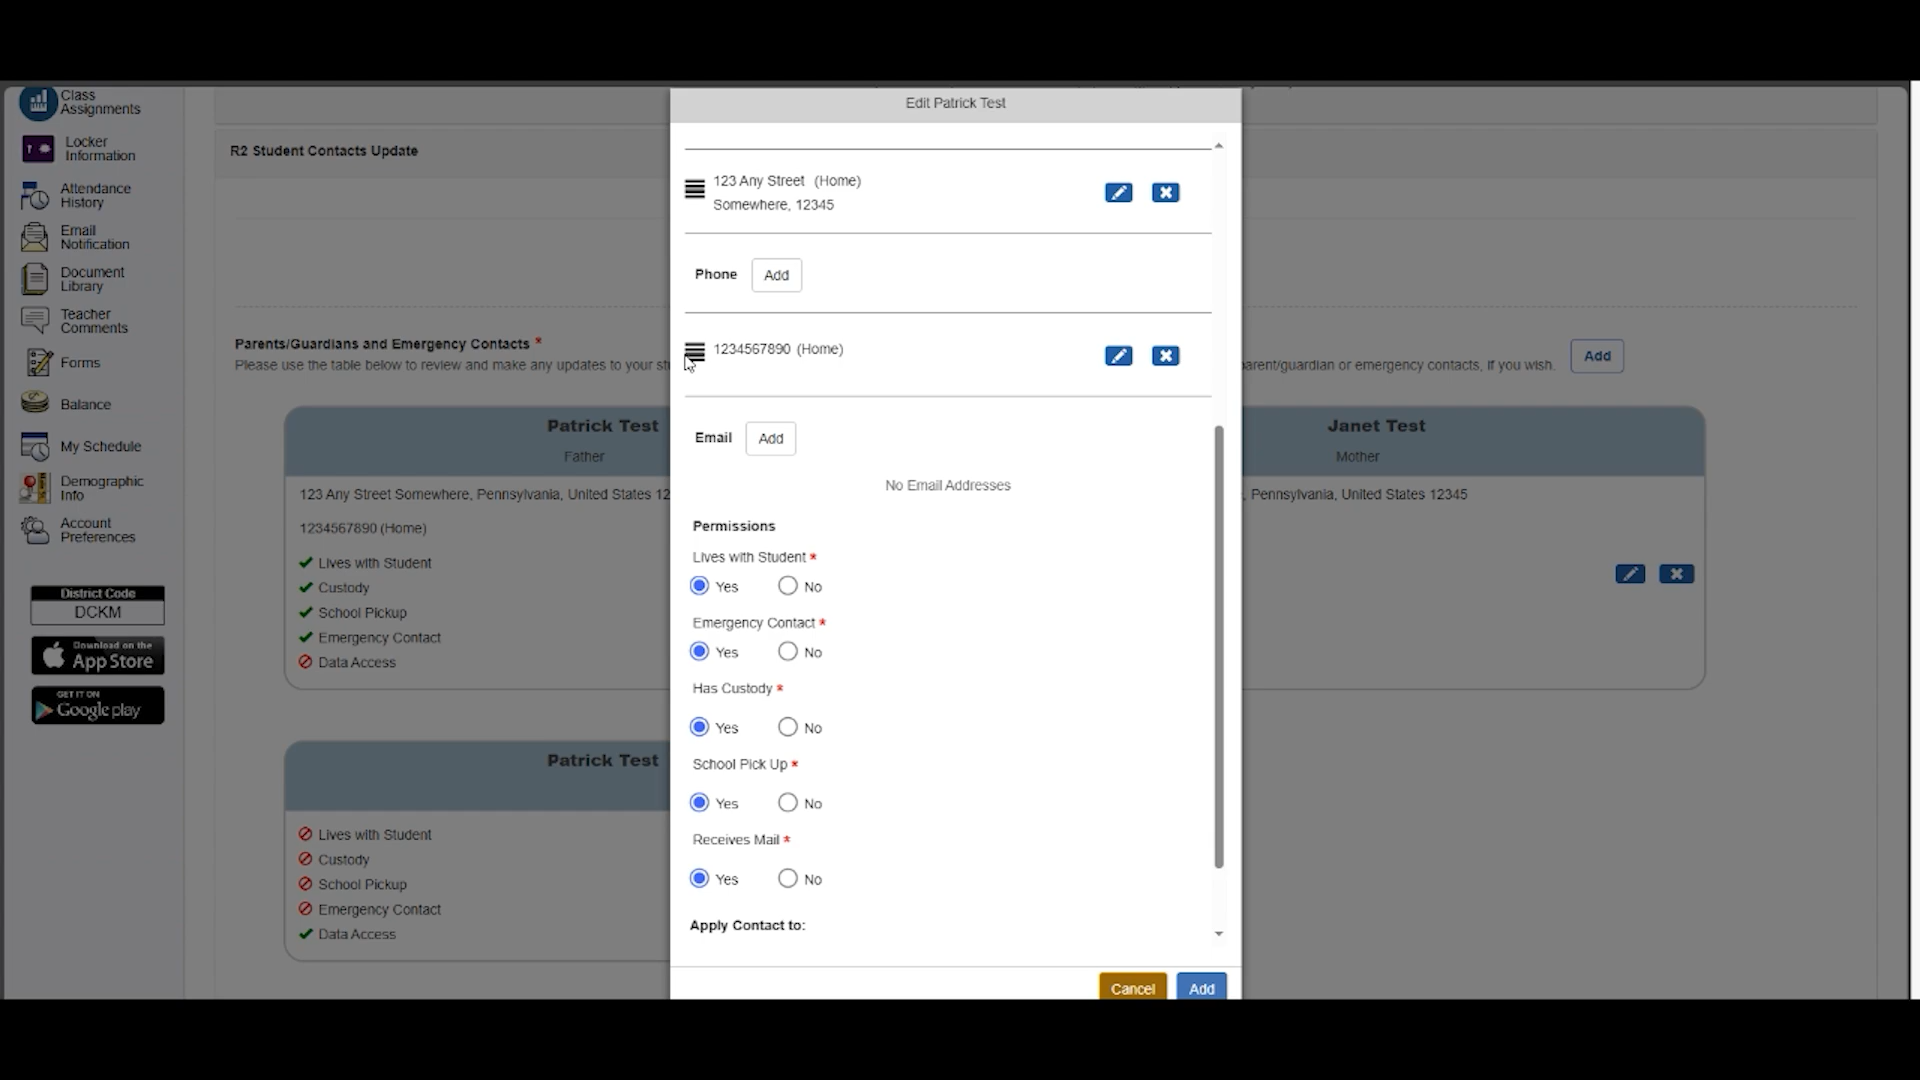 Class
Assignments
Locker
Information
Attendance
History
Email
Notification
Document
Library
Teacher
Comments
Forms
Balance
My Schedule
Demographic
Info
Account
Preferences
District Code
DCKM
Download on the
App Store
GET IT ON
Google play
R2 Student Contacts Update
Parents/Guardians and Emergency Contacts *
Please use the table below to review and make any updates to your
arent/guardian or emergency contacts, if you wish.
Add
Patrick Test
Father
123 Any Street Somewhere, Pennsylvania, United States 12
1234567890 (Home)
Lives with Student
Custody
School Pickup
Emergency Contact
Data Access
Janet Test
Mother
, Pennsylvania, United States 12345
Patrick Test
Lives with Student
Custody
School Pickup
Emergency Contact
Data Access
Edit Patrick Test
123 Any Street (Home)
Somewhere, 12345
Phone Add
1234567890 (Home)
Email Add
No Email Addresses
Permissions
Lives with Student *
Yes No
Emergency Contact *
Yes No
Has Custody *
Yes No
School Pick Up *
Yes No
Receives Mail *
Yes No
Apply Contact to:
Cancel Add